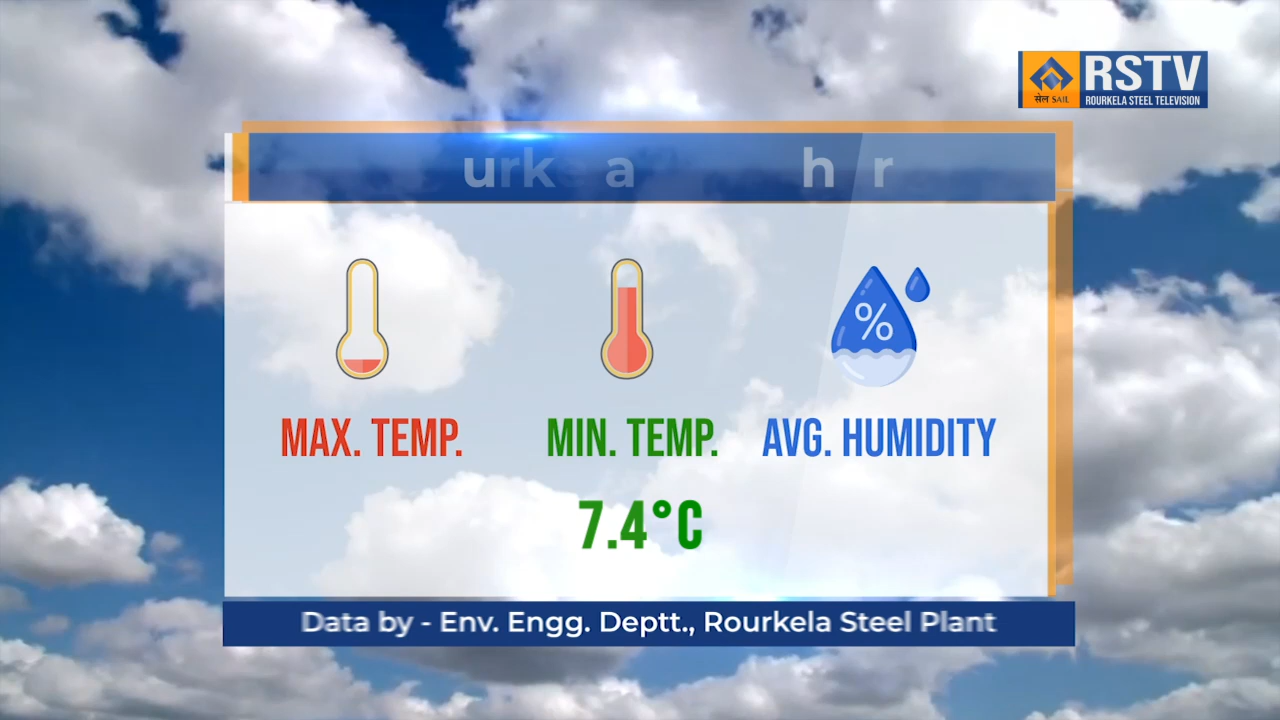 RSTV
सेल SAIL
ROURKELA STEEL TELEVISION
%
MAX. TEMP.
MIN. TEMP.
AVG. HUMIDITY
7.4°C
Data by - Env. Engg. Deptt., Rourkela Steel Plant